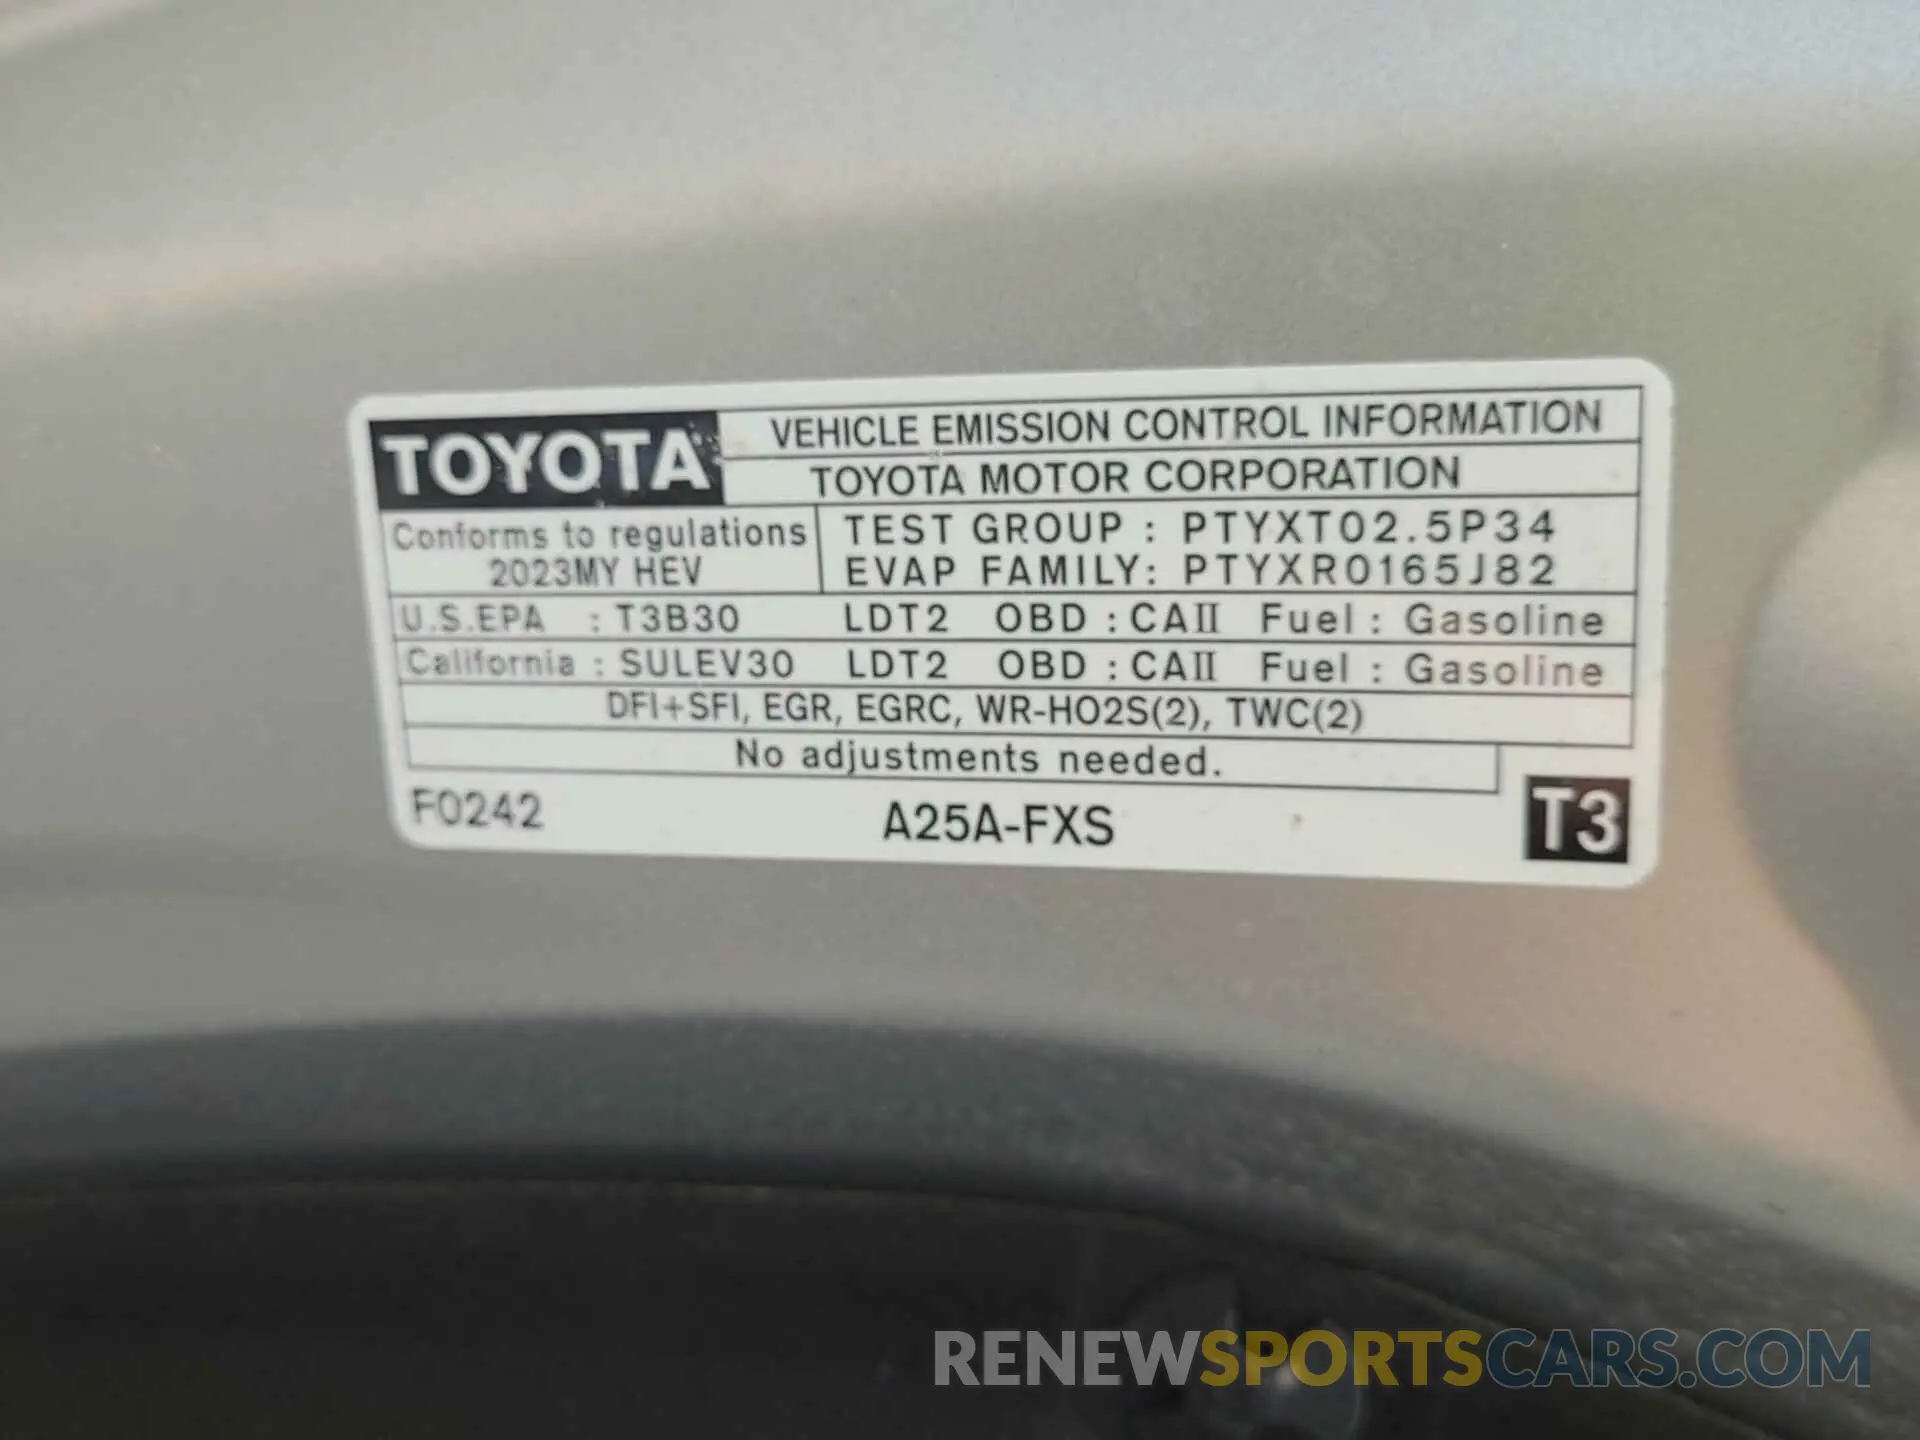 TOYOTA
VEHICLE EMISSION CONTROL INFORMATION
TOYOTA MOTOR CORPORATION
Conforms to regulations
2023MY HEV
TEST GROUP : PTYXT02.5P34
EVAP FAMILY: PTYXR0165J82
U.S.EPA : T3B30 LDT2 OBD : CAII Fuel : Gasoline
California : SULEV30 LDT2 OBD : CAII Fuel : Gasoline
DFI+SFI, EGR, EGRC, WR-HO2S(2), TWC(2)
No adjustments needed.
F0242 A25A-FXS T3
RENEWSPORTSCARS.COM